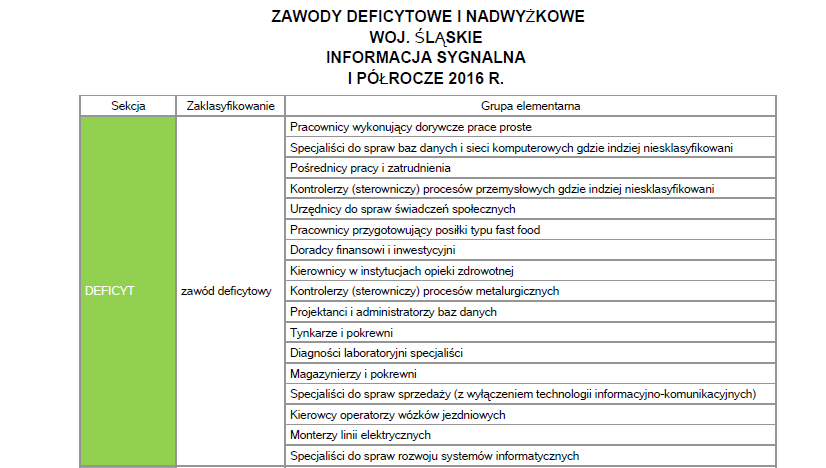 ZAWODY DEFICYTOWE I NADWYŻKOWE
WOJ. ŚLĄSKIE
INFORMACJA SYGNALNA
I PÓŁROCZE 2016 R.
Sekcja Zaklasyfikowanie Grupa elementarna
Pracownicy wykonujący dorywcze prace proste
Specjaliści do spraw baz danych i sieci komputerowych gdzie indziej niesklasyfikowani
Pośrednicy pracy i zatrudnienia
Kontrolerzy (sterowniczy) procesów przemysłowych gdzie indziej niesklasyfikowani
Urzędnicy do spraw świadczeń społecznych
Pracownicy przygotowujący posiłki typu fast food
Doradcy finansowi i inwestycyjni
Kierownicy w instytucjach opieki zdrowotnej
DEFICYT zawód deficytowy Kontrolerzy (sterowniczy) procesów metalurgicznych
Projektanci i administratorzy baz danych
Tynkarze i pokrewni
Diagności laboratoryjni specjaliści
Magazynierzy i pokrewni
Specjaliści do spraw sprzedaży (z wyłączeniem technologii informacyjno-komunikacyjnych)
Kierowcy operatorzy wózków jezdniowych
Monterzy linii elektrycznych
Specjaliści do spraw rozwoju systemów informatycznych